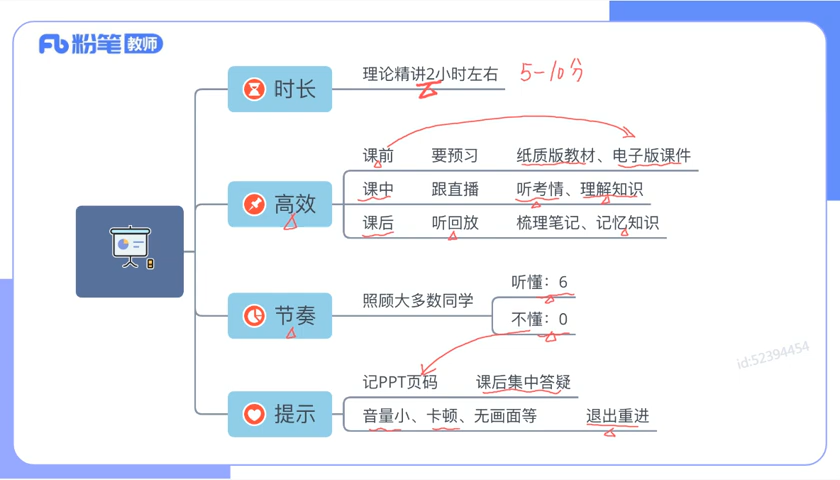 粉笔教师
时长
理论精讲2小时左右 5-10分
高效
课前 要预习 纸质版教材、电子版课件
课中 跟直播 听考情、理解知识
课后 听回放 梳理笔记、记忆知识
节奏
照顾大多数同学
听懂：6
不懂：0
提示
记PPT页码 课后集中答疑
音量小、卡顿、无画面等 退出重进
id:52394454